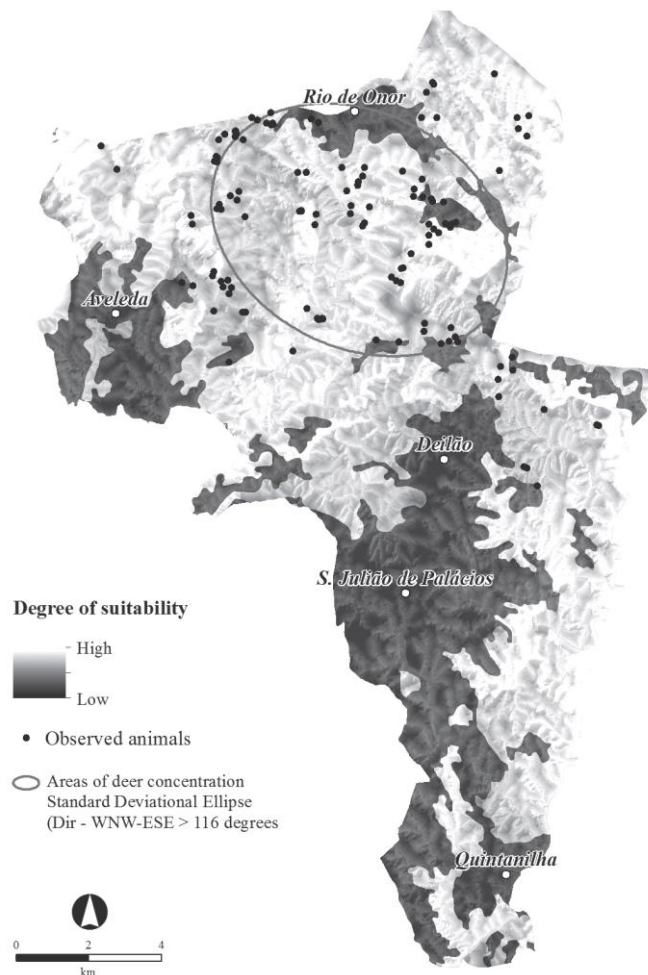 Rio de Onor
Aveleda
Deilão
S. Julião de Palácios
Degree of suitability
High
Low
Observed animals
Areas of deer concentration
Standard Deviational Ellipse
(Dir - WNW-ESE > 116 degrees
Quintanilha
0 2 4
km